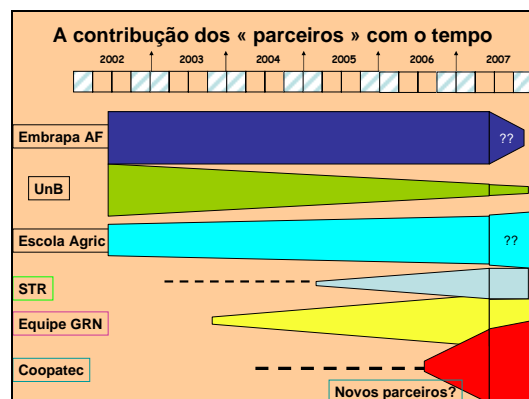 A contribução dos « parceiros » com o tempo
2002 2003 2004 2005 2006 2007
Embrapa AF
??
UnB
Escola Agric
??
STR
Equipe GRN
Coopatec
Novos parceiros?